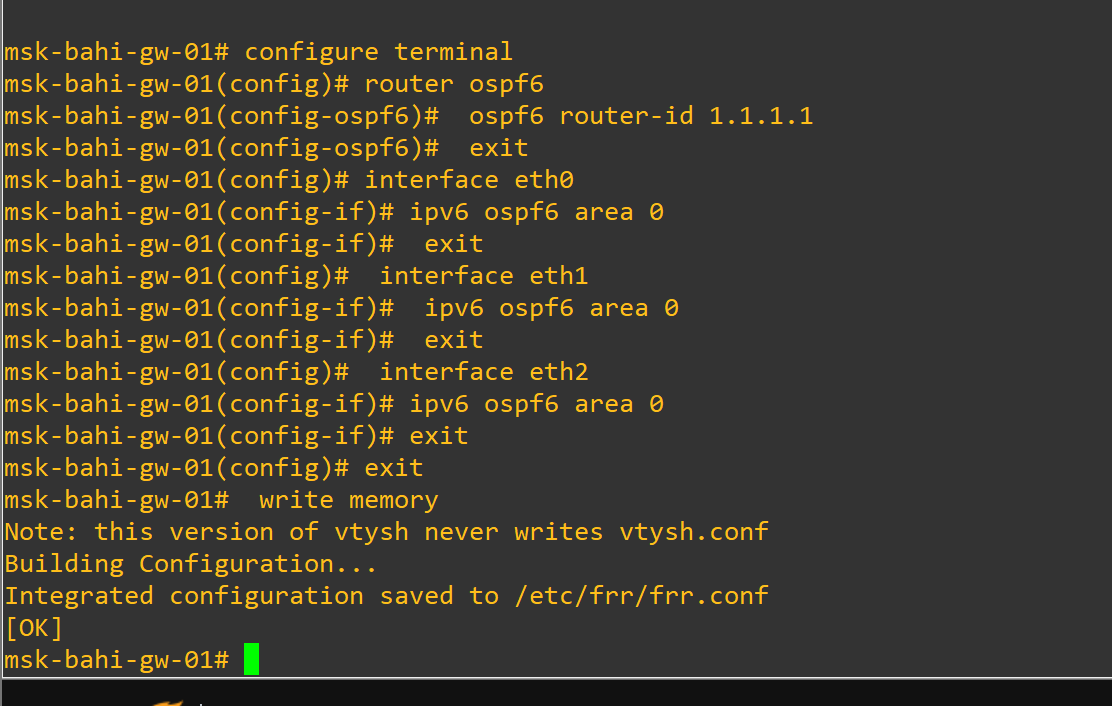 msk-bahi-gw-01# configure terminal
msk-bahi-gw-01(config)# router ospf6
msk-bahi-gw-01(config-ospf6)#  ospf6 router-id 1.1.1.1
msk-bahi-gw-01(config-ospf6)#  exit
msk-bahi-gw-01(config)# interface eth0
msk-bahi-gw-01(config-if)# ipv6 ospf6 area 0
msk-bahi-gw-01(config-if)#  exit
msk-bahi-gw-01(config)#  interface eth1
msk-bahi-gw-01(config-if)#  ipv6 ospf6 area 0
msk-bahi-gw-01(config-if)#  exit
msk-bahi-gw-01(config)#  interface eth2
msk-bahi-gw-01(config-if)# ipv6 ospf6 area 0
msk-bahi-gw-01(config-if)# exit
msk-bahi-gw-01(config)# exit
msk-bahi-gw-01#  write memory
Note: this version of vtysh never writes vtysh.conf
Building Configuration...
Integrated configuration saved to /etc/frr/frr.conf
[OK]
msk-bahi-gw-01#